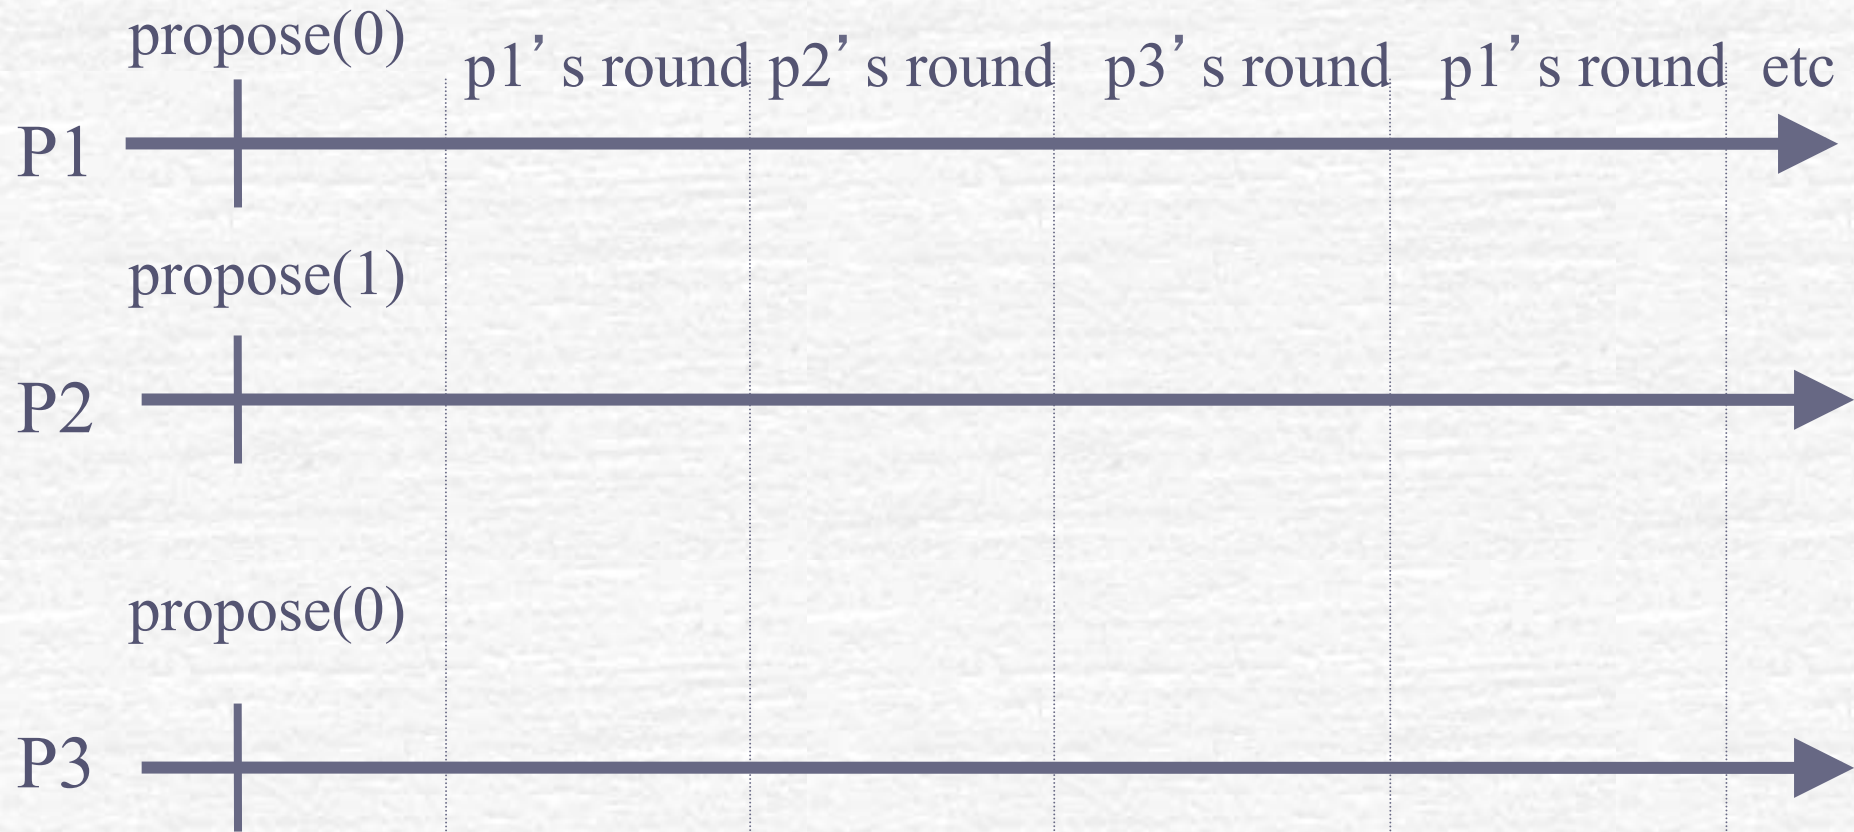 propose(0)
p1’s round p2’s round p3’s round p1’s round etc
P1
propose(1)
P2
propose(0)
P3